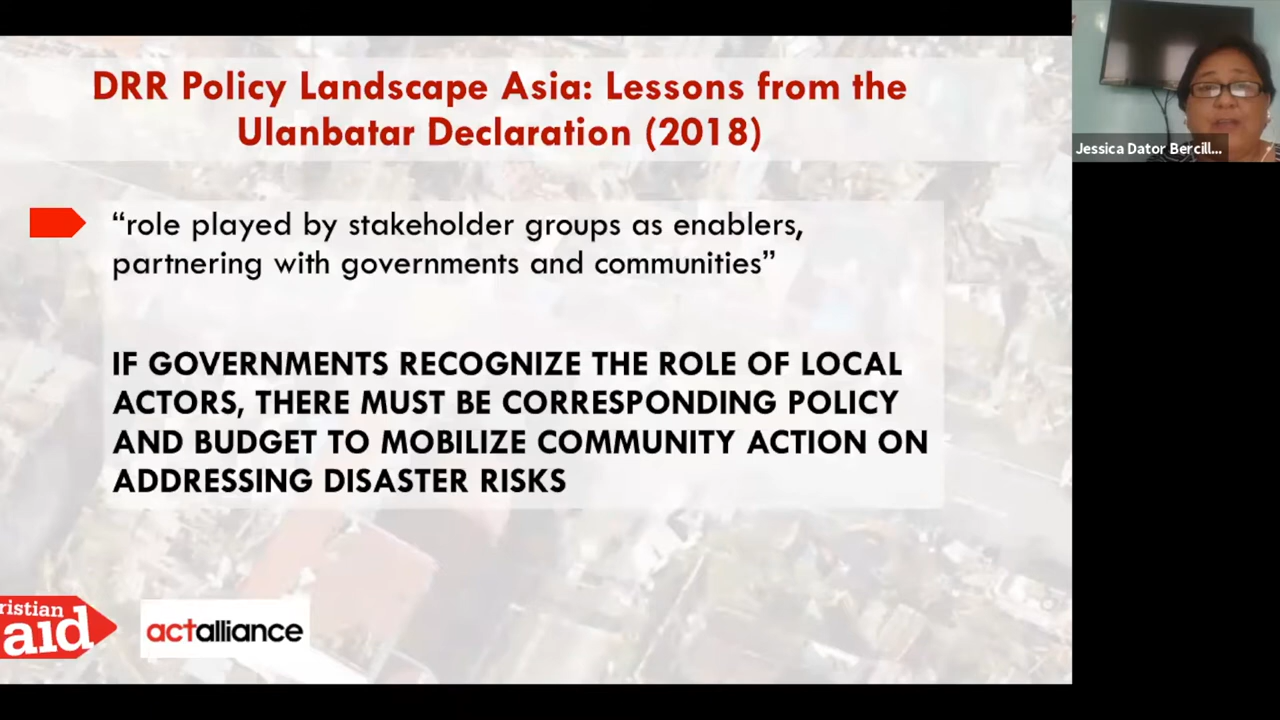 DRR Policy Landscape Asia: Lessons from the
Ulanbatar Declaration (2018)
Jessica Dator Bercill...
“role played by stakeholder groups as enablers,
partnering with governments and communities”
IF GOVERNMENTS RECOGNIZE THE ROLE OF LOCAL
ACTORS, THERE MUST BE CORRESPONDING POLICY
AND BUDGET TO MOBILIZE COMMUNITY ACTION ON
ADDRESSING DISASTER RISKS
ristian
aid
actalliance